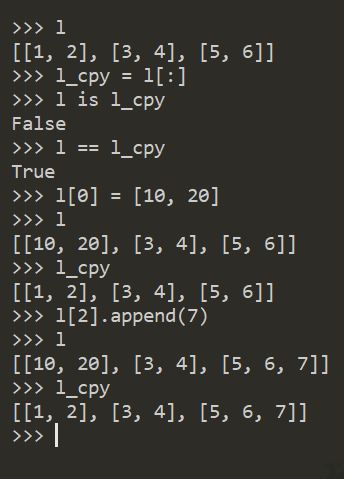 >>> l
[[1, 2], [3, 4], [5, 6]]
>>> l_cpy = l[:]
>>> l is l_cpy
False
>>> l == l_cpy
True
>>> l[0] = [10, 20]
>>> l
[[10, 20], [3, 4], [5, 6]]
>>> l_cpy
[[1, 2], [3, 4], [5, 6]]
>>> l[2].append(7)
>>> l
[[10, 20], [3, 4], [5, 6, 7]]
>>> l_cpy
[[1, 2], [3, 4], [5, 6, 7]]
>>>